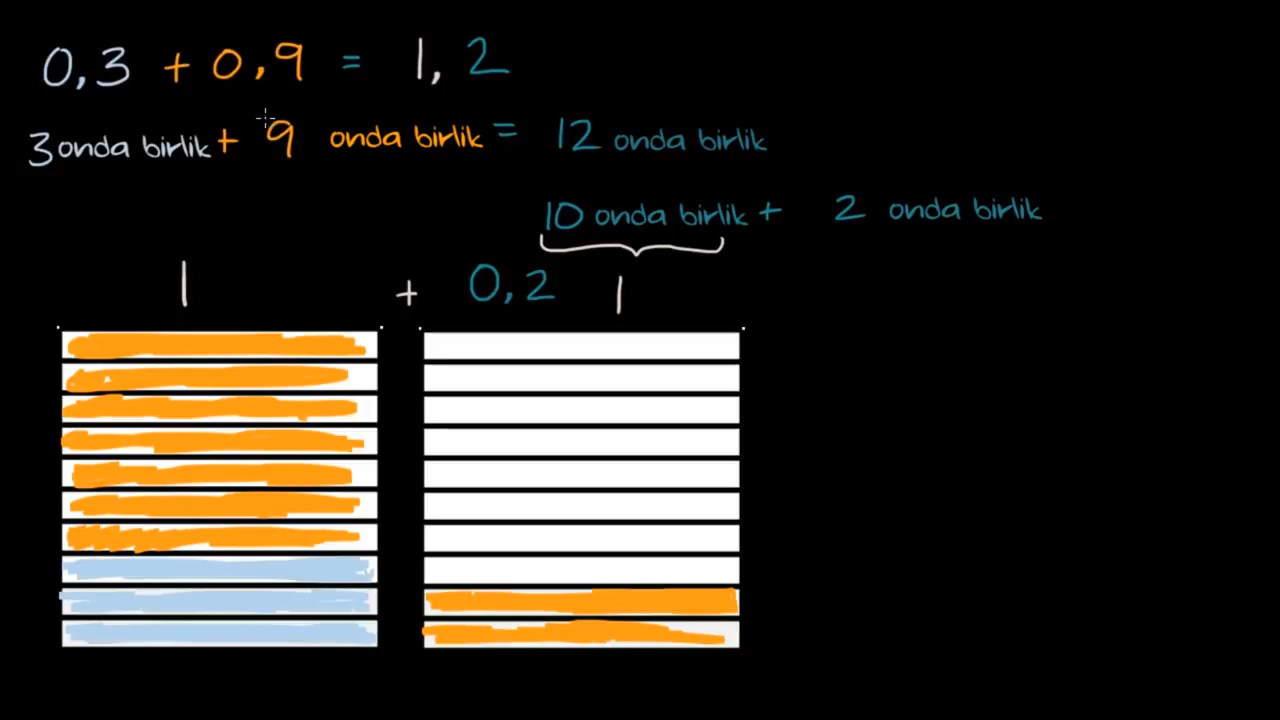 0,3 + 0,9 = 1,2
3 onda birlik + 9 onda birlik = 12 onda birlik
10 onda birlik + 2 onda birlik
1 + 0,2 1